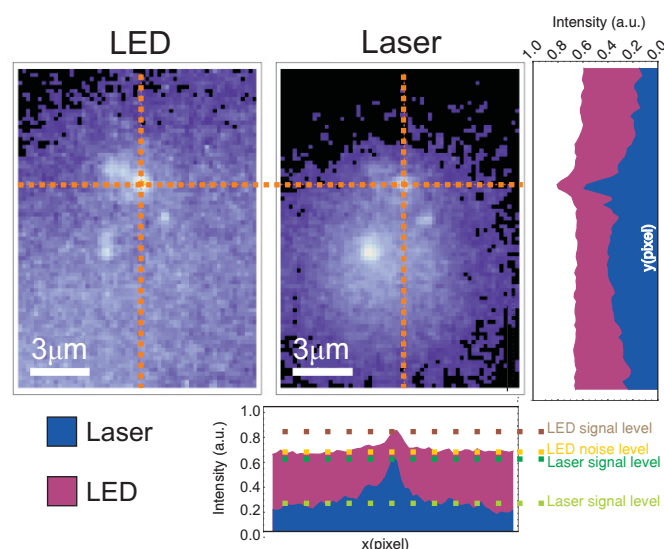 LED
Laser
Intensity (a.u.)
1.0
0.8
0.6
0.4
0.2
0.0
y(pixel)
3μm
3μm
Laser
LED
Intensity (a.u.)
1.0
0.8
0.6
0.4
0.2
0.0
x(pixel)
LED signal level
LED noise level
Laser signal level
Laser signal level